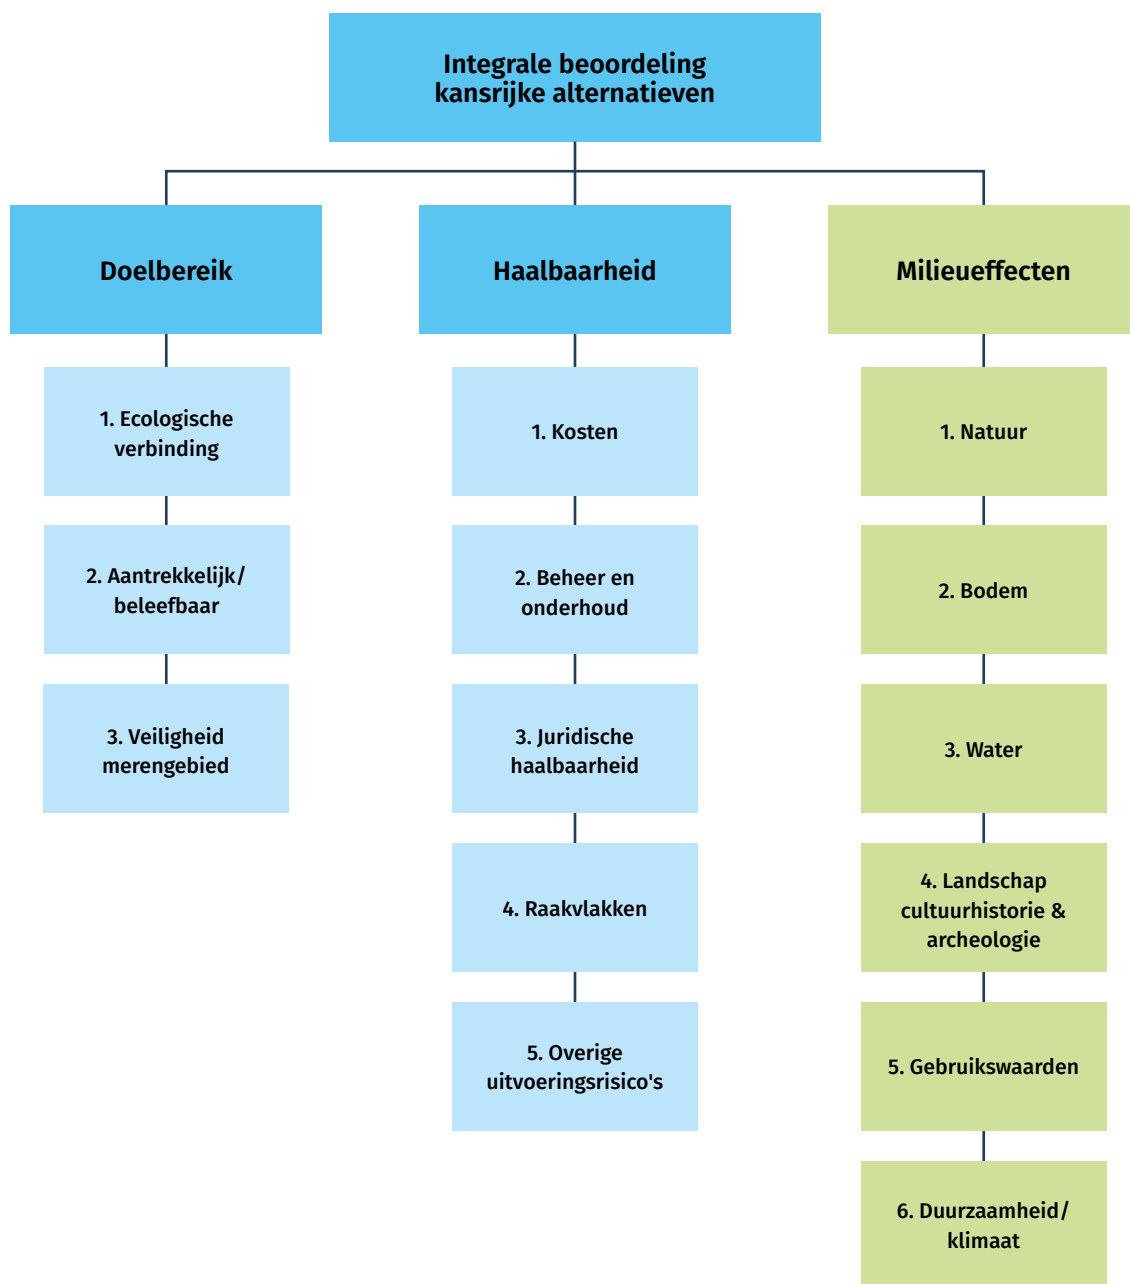 Integrale beoordeling
kansrijke alternatieven
Doelbereik
1. Ecologische
verbinding
2. Aantrekkelijk/
beleefbaar
3. Veiligheid
merengebied
Haalbaarheid
1. Kosten
2. Beheer en
onderhoud
3. Juridische
haalbaarheid
4. Raakvlakken
5. Overige
uitvoeringsrisico's
Milieueffecten
1. Natuur
2. Bodem
3. Water
4. Landschap
cultuurhistorie &
archeologie
5. Gebruikswaarden
6. Duurzaamheid/
klimaat